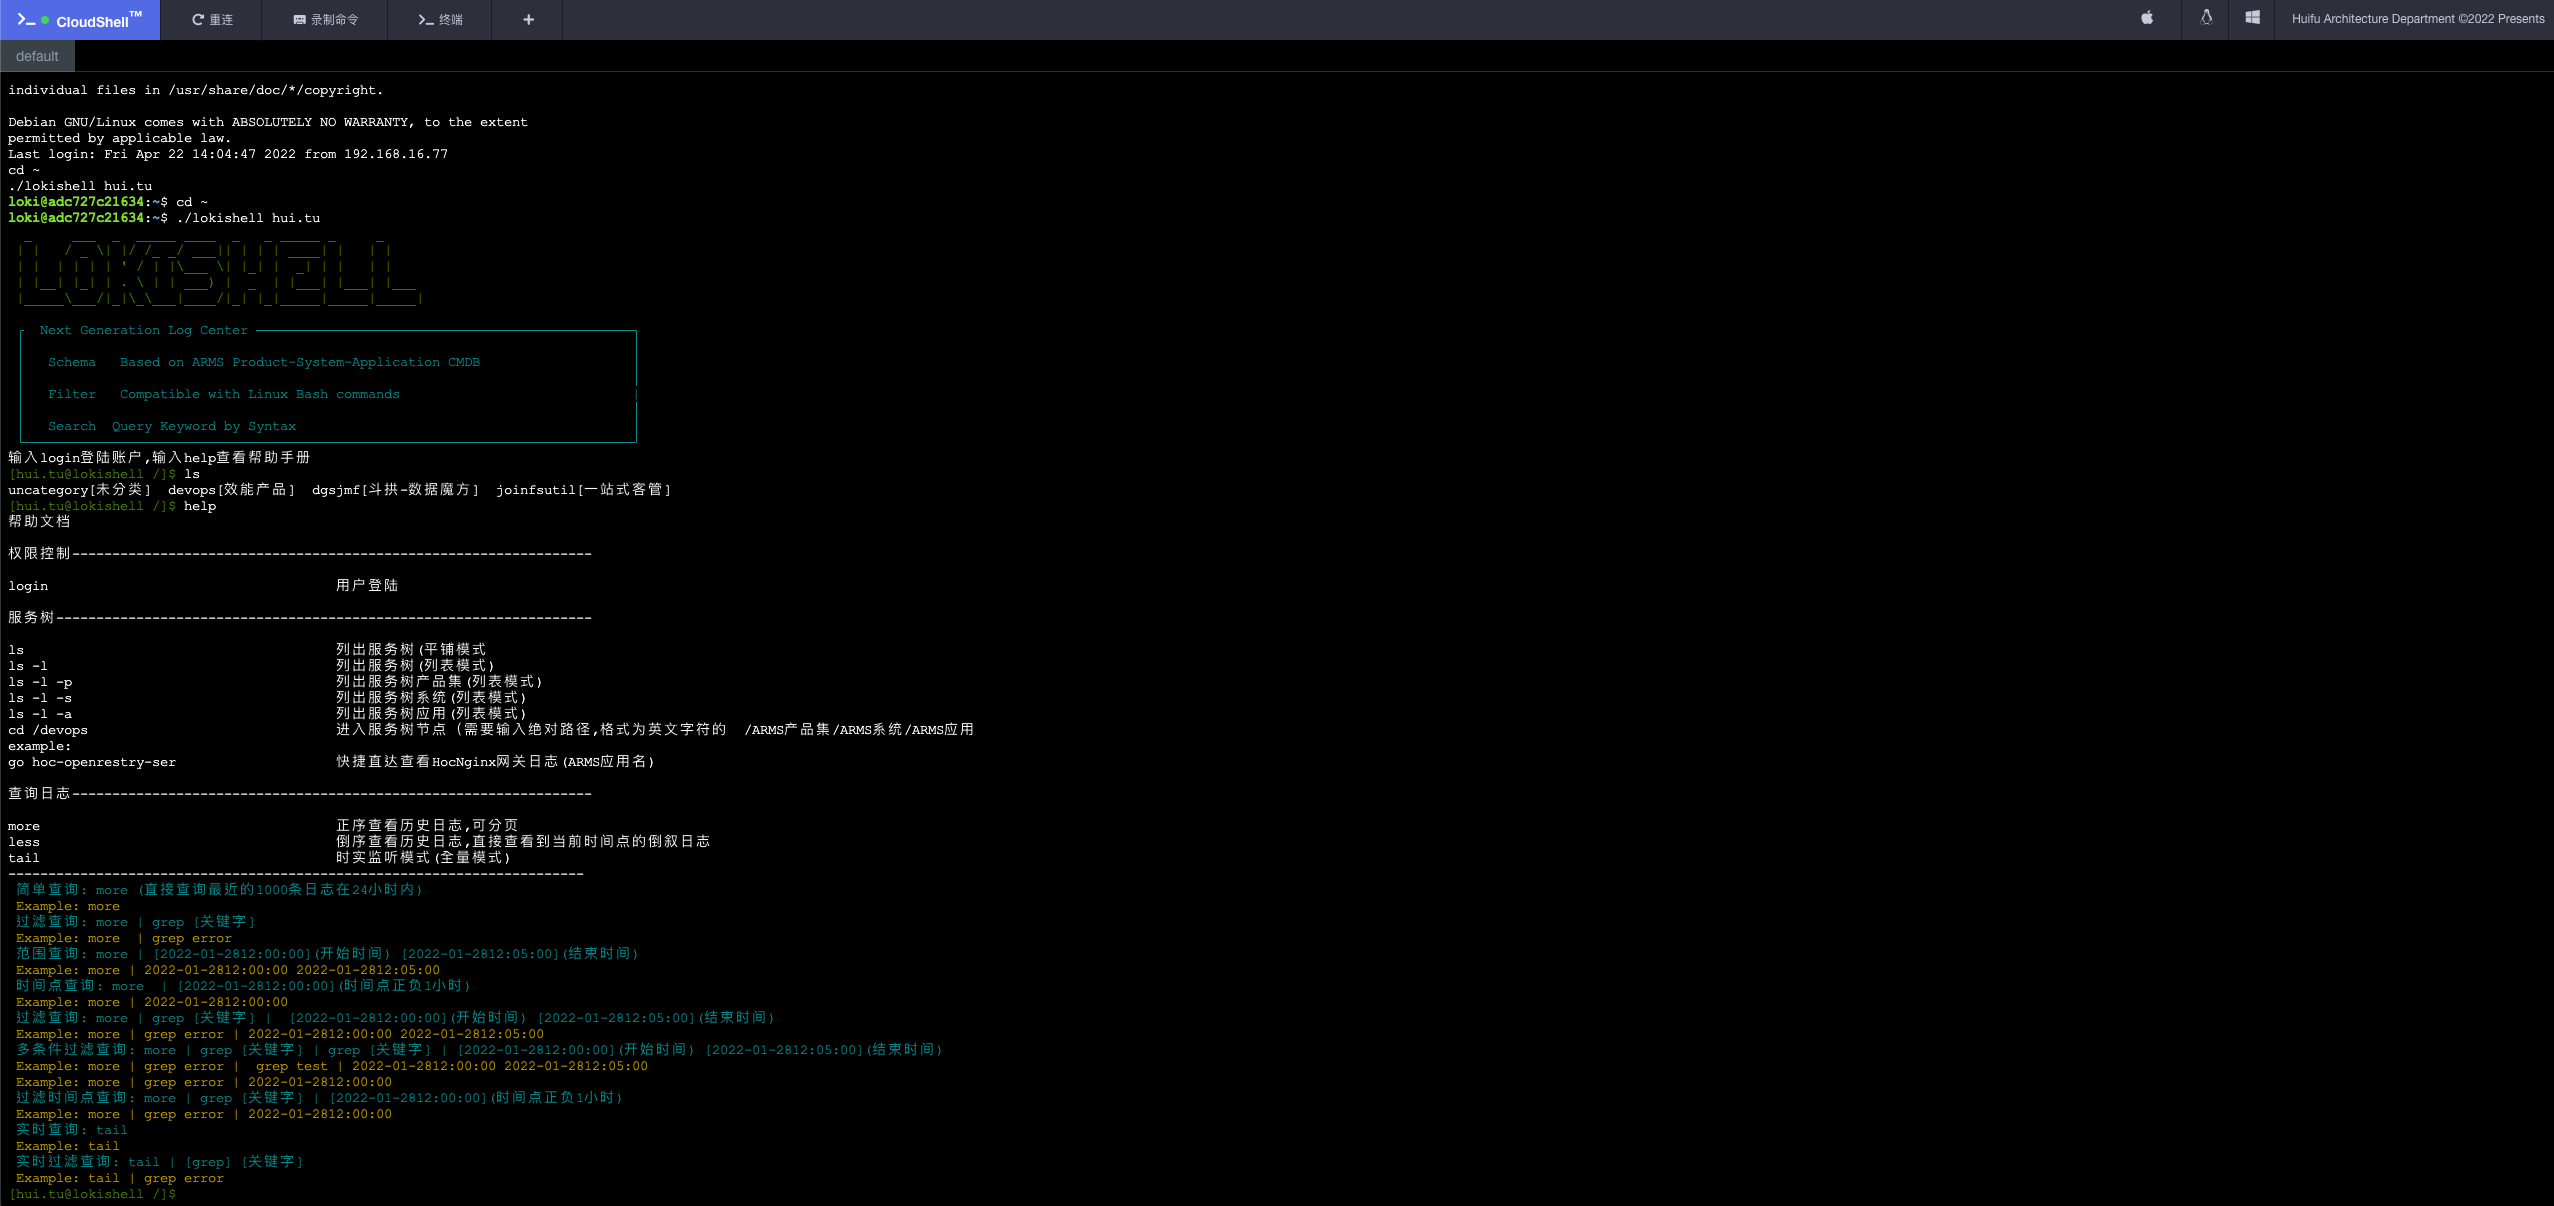 CloudShell™
重连
录制命令
终端
Huifu Architecture Department ©2022 Presents
default
individual files in /usr/share/doc/*/copyright.
Debian GNU/Linux comes with ABSOLUTELY NO WARRANTY, to the extent
permitted by applicable law.
Last login: Fri Apr 22 14:04:47 2022 from 192.168.16.77
cd ~
./lokishell hui.tu
loki@adc727c21634:~$ cd ~
loki@adc727c21634:~$ ./lokishell hui.tu
LOKISHELL
Next Generation Log Center
Schema   Based on ARMS Product-System-Application CMDB
Filter   Compatible with Linux Bash commands
Search  Query Keyword by Syntax
输入login登陆账户,输入help查看帮助手册
[hui.tu@lokishell /]$ ls
uncategory[未分类]  devops[效能产品]  dgsjmf[斗拱-数据魔方]  joinfsutil[一站式客管]
[hui.tu@lokishell /]$ help
帮助文档
权限控制-----------------------------------------------------------------
login                                    用户登陆
服务树-------------------------------------------------------------------
ls                                       列出服务树(平铺模式
ls -l                                    列出服务树(列表模式)
ls -l -p                                 列出服务树产品集(列表模式)
ls -l -s                                 列出服务树系统(列表模式)
ls -l -a                                 列出服务树应用(列表模式)
cd /devops                               进入服务树节点（需要输入绝对路径,格式为英文字符的  /ARMS产品集/ARMS系统/ARMS应用
example:
go hoc-openrestry-ser                    快捷直达查看HocNginx网关日志(ARMS应用名)
查询日志-----------------------------------------------------------------
more                                     正序查看历史日志,可分页
less                                     倒序查看历史日志,直接查看到当前时间点的倒叙日志
tail                                     时实监听模式(全量模式)
------------------------------------------------------------------------
简单查询: more (直接查询最近的1000条日志在24小时内)
Example: more
过滤查询: more | grep [关键字]
Example: more  | grep error
范围查询: more | [2022-01-2812:00:00](开始时间) [2022-01-2812:05:00](结束时间)
Example: more | 2022-01-2812:00:00 2022-01-2812:05:00
时间点查询: more  | [2022-01-2812:00:00](时间点正负1小时)
Example: more | 2022-01-2812:00:00
过滤查询: more | grep [关键字] |  [2022-01-2812:00:00](开始时间) [2022-01-2812:05:00](结束时间)
Example: more | grep error | 2022-01-2812:00:00 2022-01-2812:05:00
多条件过滤查询: more | grep [关键字] | grep [关键字] | [2022-01-2812:00:00](开始时间) [2022-01-2812:05:00](结束时间)
Example: more | grep error |  grep test | 2022-01-2812:00:00 2022-01-2812:05:00
Example: more | grep error | 2022-01-2812:00:00
过滤时间点查询: more | grep [关键字] | [2022-01-2812:00:00](时间点正负1小时)
Example: more | grep error | 2022-01-2812:00:00
实时查询: tail
Example: tail
实时过滤查询: tail | [grep] [关键字]
Example: tail | grep error
[hui.tu@lokishell /]$